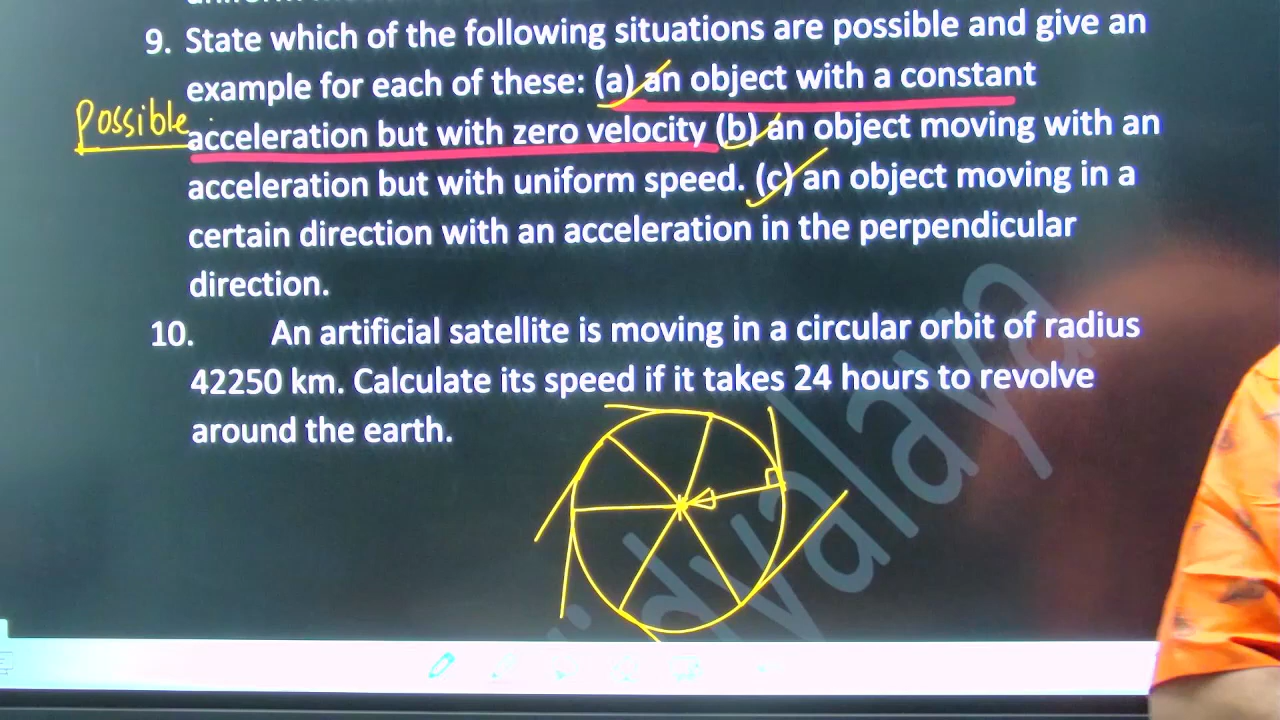 9. State which of the following situations are possible and give an
example for each of these: (a) an object with a constant
Possible
acceleration but with zero velocity (b) an object moving with an
acceleration but with uniform speed. (c) an object moving in a
certain direction with an acceleration in the perpendicular
direction.
10. An artificial satellite is moving in a circular orbit of radius
42250 km. Calculate its speed if it takes 24 hours to revolve
around the earth.
idyalaya